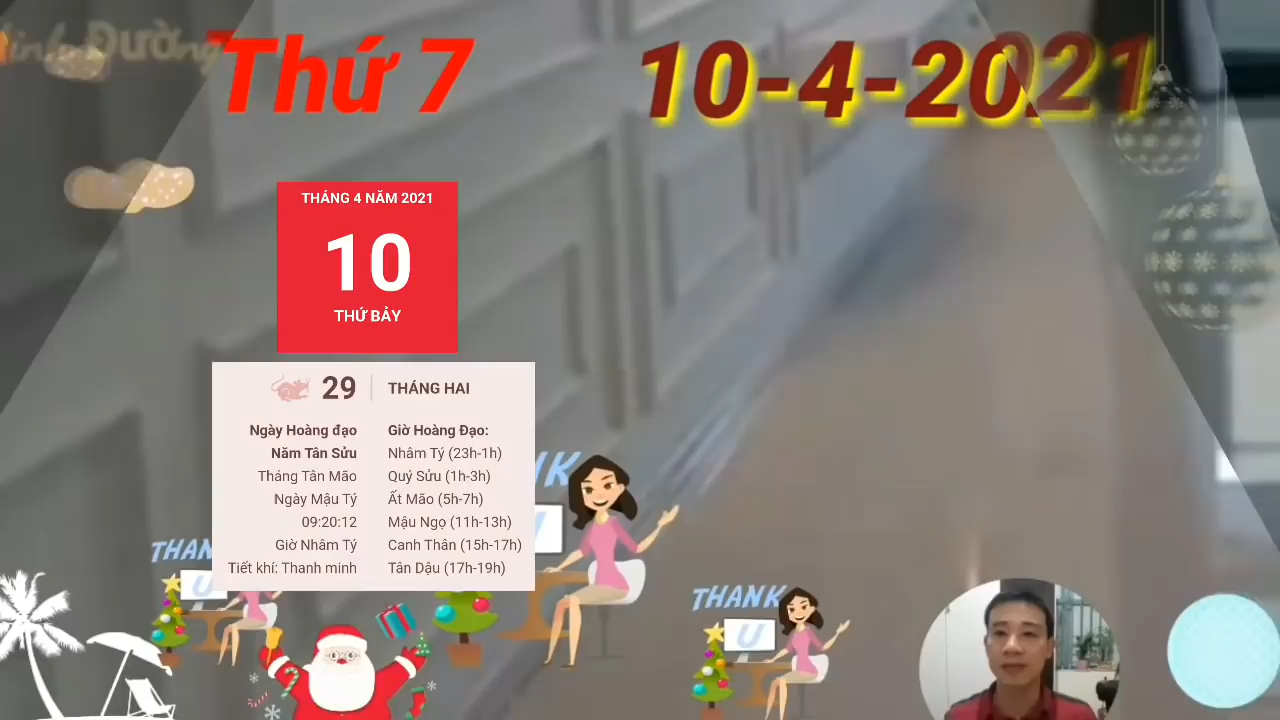 Đường
Thứ 7
10-4-2021
THÁNG 4 NĂM 2021
10
THỨ BẢY
29
THÁNG HAI
Ngày Hoàng đạo
Năm Tân Sửu
Tháng Tân Mão
Ngày Mậu Tý
09:20:12
Giờ Nhâm Tý
Tiết khí: Thanh minh
Giờ Hoàng Đạo:
Nhâm Tý (23h-1h)
Quý Sửu (1h-3h)
Ất Mão (5h-7h)
Mậu Ngọ (11h-13h)
Canh Thân (15h-17h)
Tân Dậu (17h-19h)
THANK
U
THANK
U